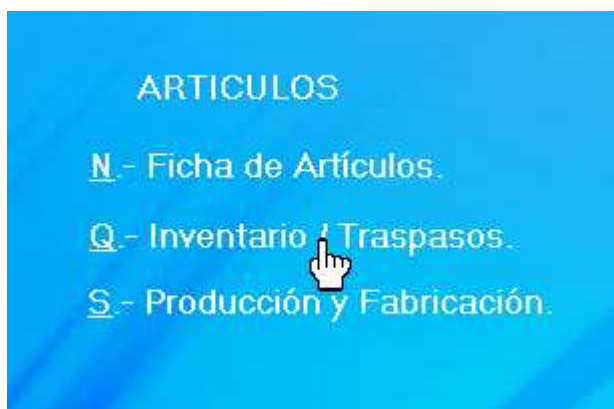 ARTICULOS
N.- Ficha de Artículos.
Q.- Inventario / Traspasos.
S.- Producción y Fabricación.